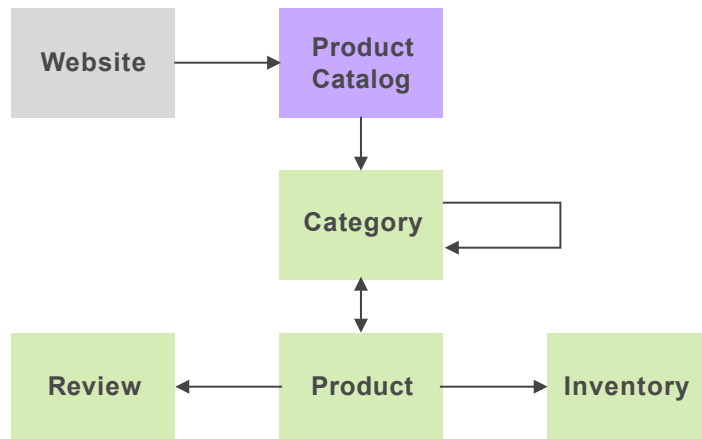 Website
Product
Catalog
Category
Review
Product
Inventory